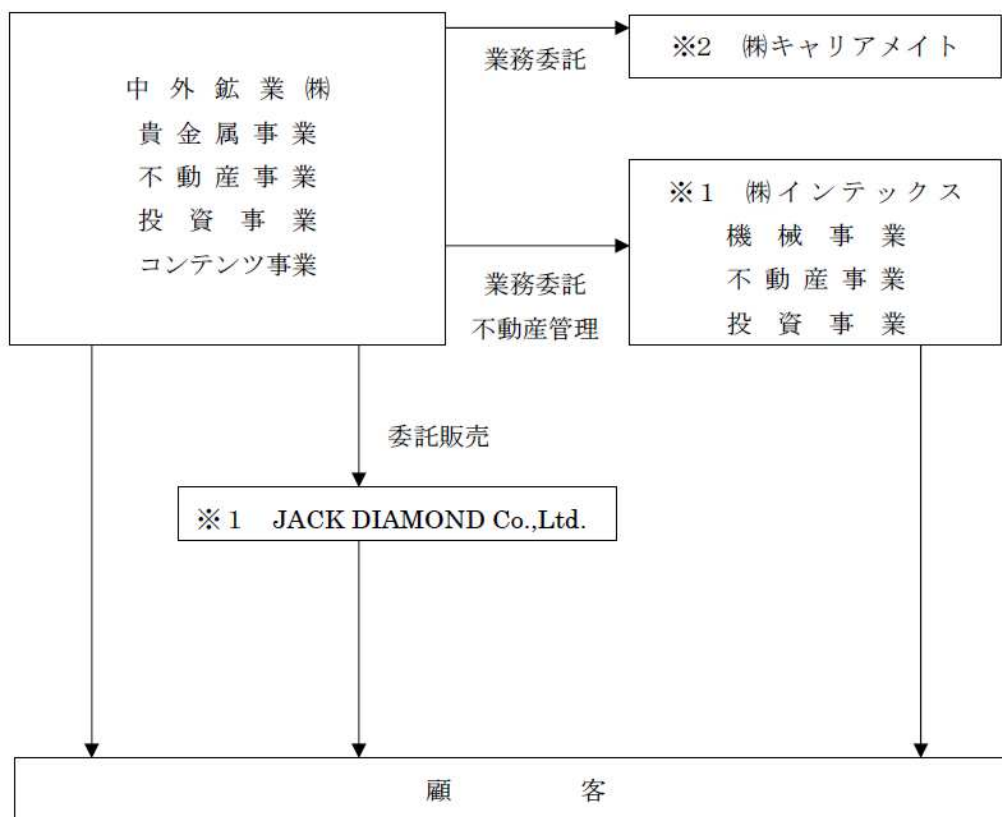 中外鉱業㈱
貴金属事業
不動産事業
投資事業
コンテンツ事業
業務委託
※2 ㈱キャリアメイト
業務委託
不動産管理
※1 ㈱インテックス
機械事業
不動産事業
投資事業
委託販売
※1 JACK DIAMOND Co.,Ltd.
顧客